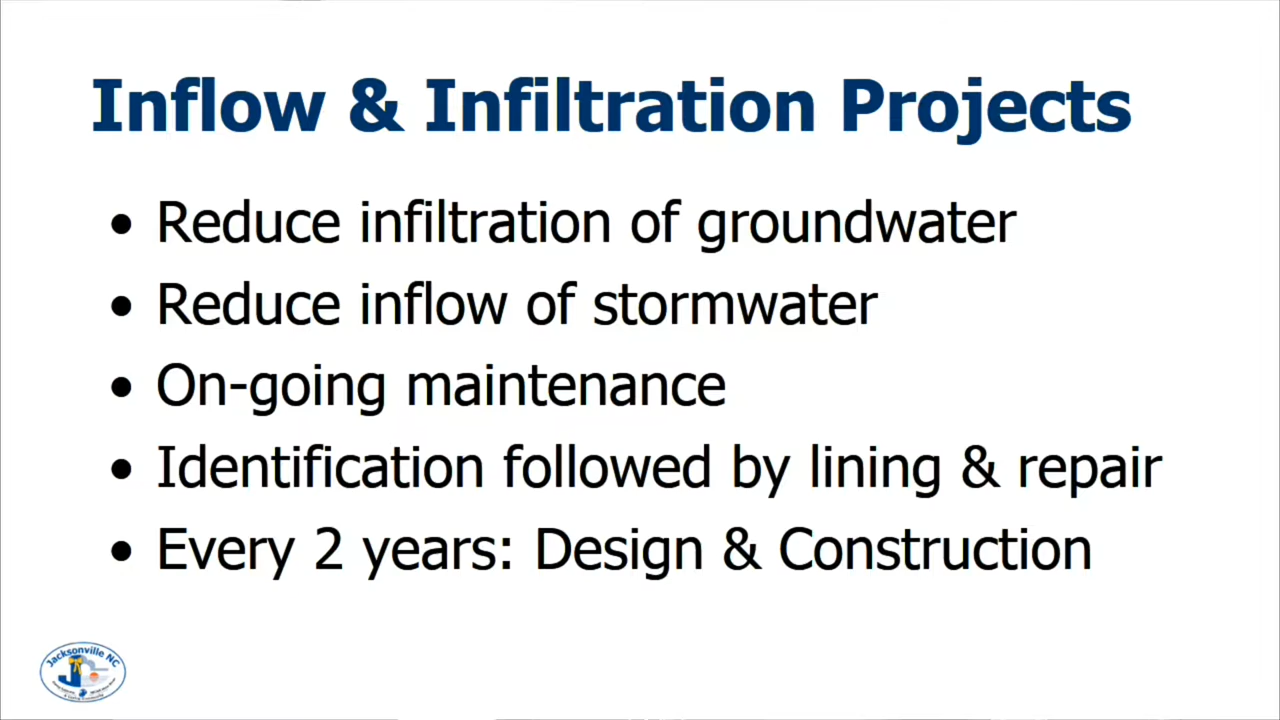 Inflow & Infiltration Projects
• Reduce infiltration of groundwater
• Reduce inflow of stormwater
• On-going maintenance
• Identification followed by lining & repair
• Every 2 years: Design & Construction
Jacksonville NC